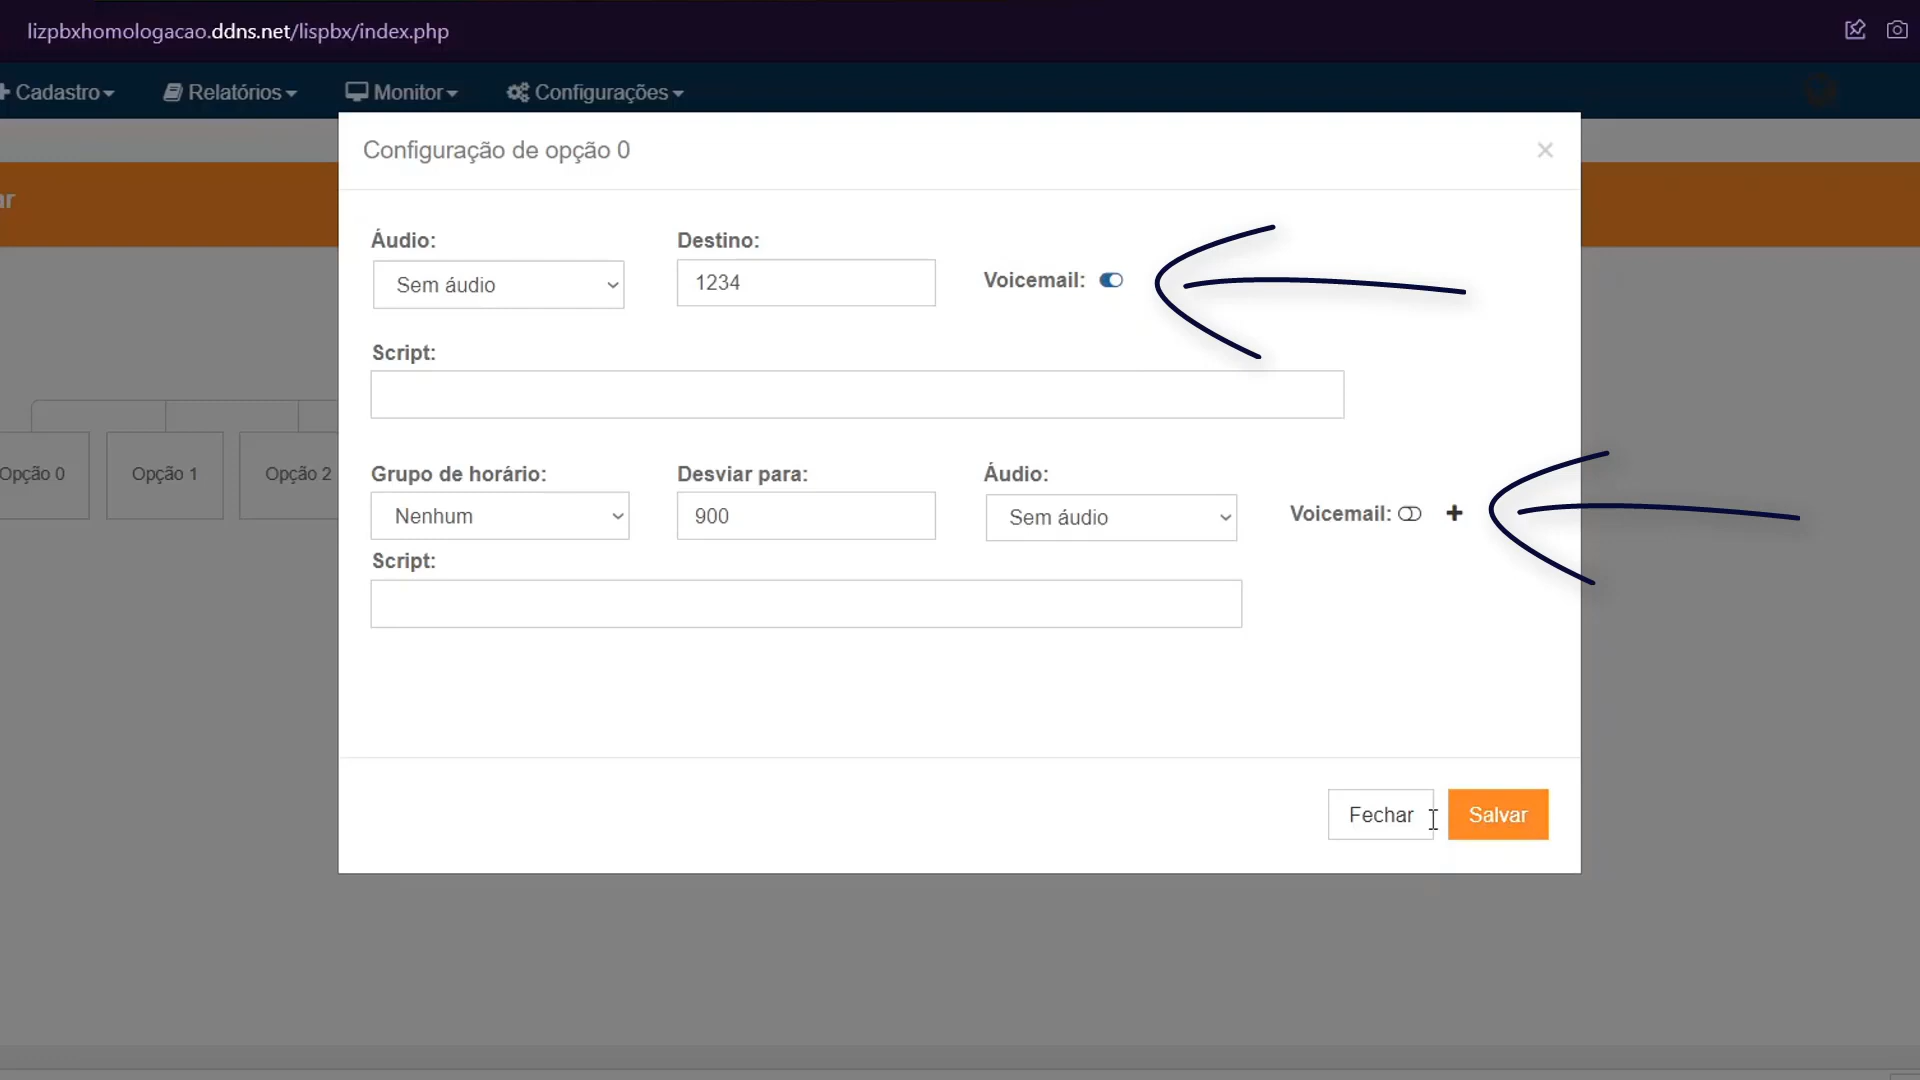 lizpbxhomologacao.ddns.net/lispbx/index.php
Cadastro Relatórios Monitor Configurações
Configuração de opção 0
ar
Áudio: Destino:
Sem áudio 1234 Voicemail:
Script:
Opção 0 Opção 1 Opção 2
Grupo de horário: Desviar para: Áudio:
Nenhum 900 Sem áudio Voicemail:
Script:
Fechar Salvar